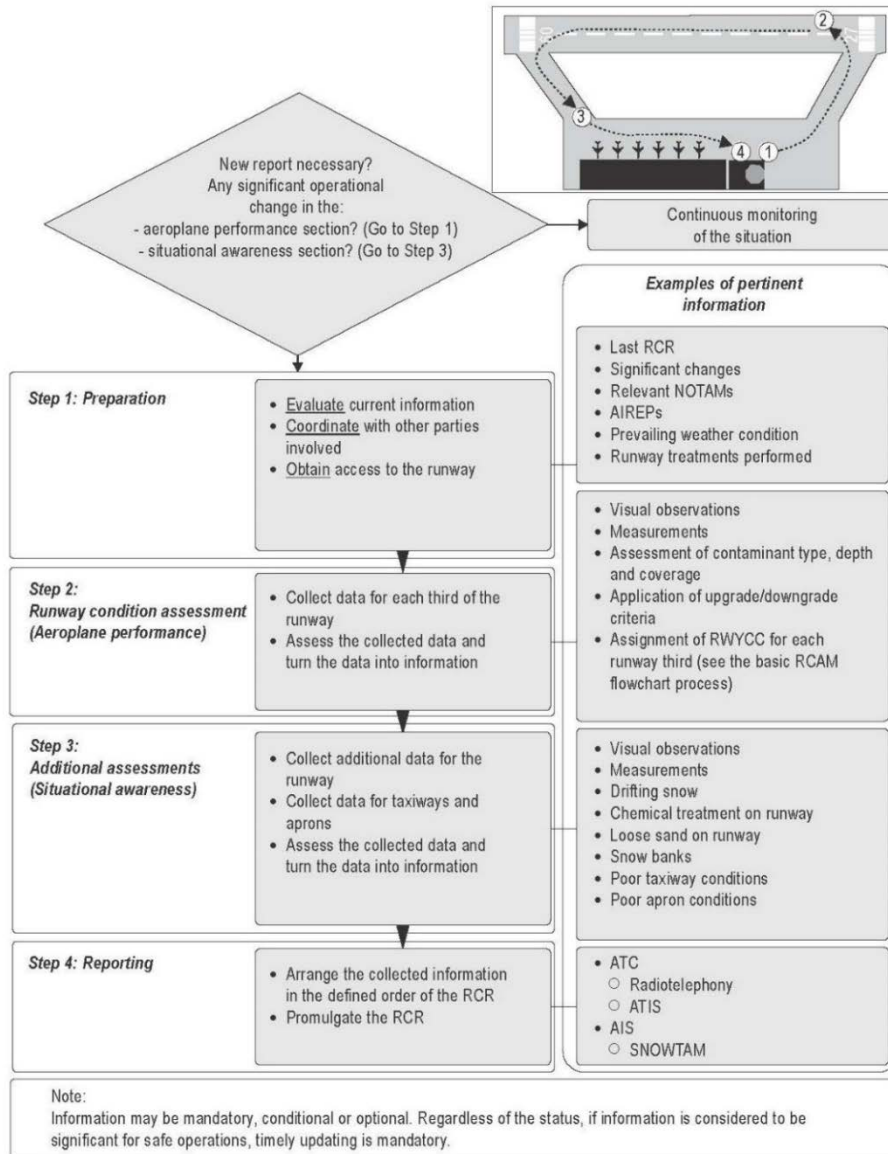 2
60
27
3
4
1
New report necessary?
Any significant operational
change in the:
- aeroplane performance section? (Go to Step 1)
- situational awareness section? (Go to Step 3)
Continuous monitoring
of the situation
Examples of pertinent
information
Step 1: Preparation
• Evaluate current information
• Coordinate with other parties
involved
• Obtain access to the runway
• Last RCR
• Significant changes
• Relevant NOTAMs
• AIREPs
• Prevailing weather condition
• Runway treatments performed
Step 2:
Runway condition assessment
(Aeroplane performance)
• Collect data for each third of the
runway
• Assess the collected data and
turn the data into information
• Visual observations
• Measurements
• Assessment of contaminant type, depth
and coverage
• Application of upgrade/downgrade
criteria
• Assignment of RWYCC for each
runway third (see the basic RCAM
flowchart process)
Step 3:
Additional assessments
(Situational awareness)
• Collect additional data for the
runway
• Collect data for taxiways and
aprons
• Assess the collected data and
turn the data into information
• Visual observations
• Measurements
• Drifting snow
• Chemical treatment on runway
• Loose sand on runway
• Snow banks
• Poor taxiway conditions
• Poor apron conditions
Step 4: Reporting
• Arrange the collected information
in the defined order of the RCR
• Promulgate the RCR
• ATC
○ Radiotelephony
○ ATIS
• AIS
○ SNOWTAM
Note:
Information may be mandatory, conditional or optional. Regardless of the status, if information is considered to be
significant for safe operations, timely updating is mandatory.